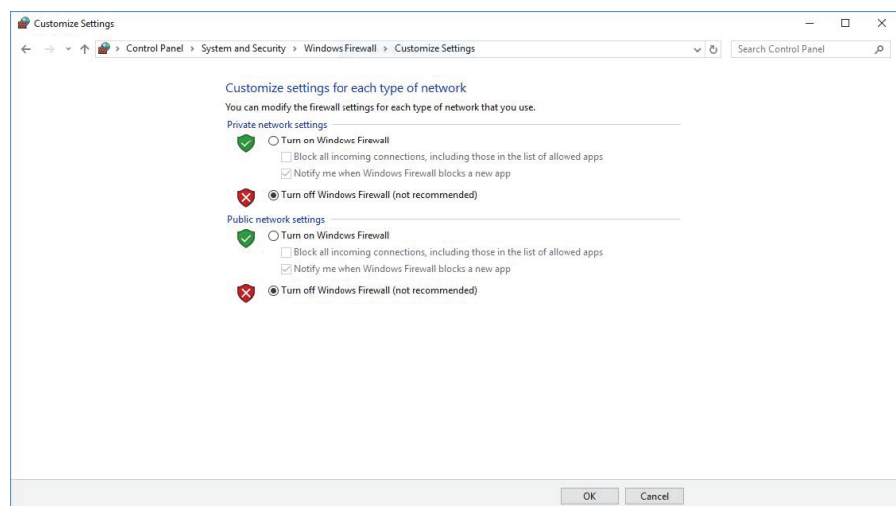 Customize Settings
Control Panel > System and Security > Windows Firewall > Customize Settings
Search Control Panel
Customize settings for each type of network
You can modify the firewall settings for each type of network that you use.
Private network settings
Turn on Windows Firewall
Block all incoming connections, including those in the list of allowed apps
Notify me when Windows Firewall blocks a new app
Turn off Windows Firewall (not recommended)
Public network settings
Turn on Windows Firewall
Block all incoming connections, including those in the list of allowed apps
Notify me when Windows Firewall blocks a new app
Turn off Windows Firewall (not recommended)
OK Cancel